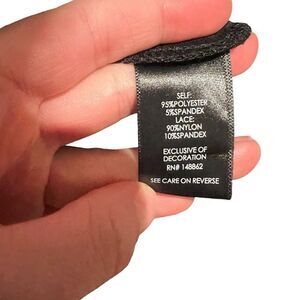 SELF:
95%POLYESTER
5%SPANDEX
LACE:
90%NYLON
10%SPANDEX
EXCLUSIVE OF
DECORATION
RN# 148862
SEE CARE ON REVERSE